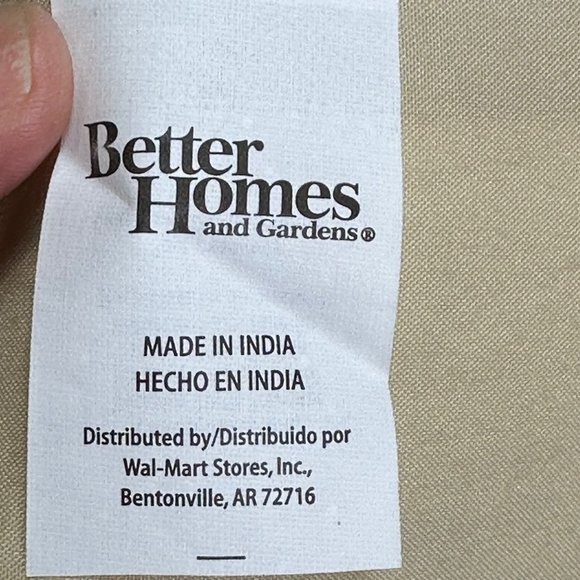 Better
Homes
and Gardens®
MADE IN INDIA
HECHO EN INDIA
Distributed by/Distribuido por
Wal-Mart Stores, Inc.,
Bentonville, AR 72716